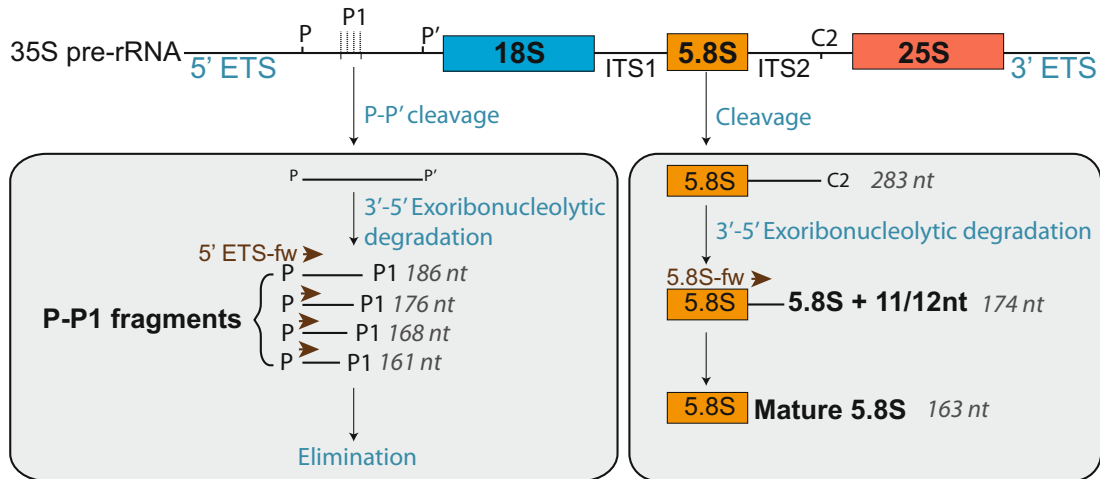 P P1 P' C2
35S pre-rRNA 18S 5.8S 25S
5' ETS ITS1 ITS2 3' ETS
P-P' cleavage
Cleavage
P P'
3'-5' Exoribonucleolytic
degradation
5' ETS-fw
P P1 186 nt
P P1 176 nt
P-P1 fragments
P P1 168 nt
P P1 161 nt
Elimination
5.8S C2 283 nt
3'-5' Exoribonucleolytic degradation
5.8S-fw
5.8S 5.8S + 11/12nt 174 nt
5.8S Mature 5.8S 163 nt